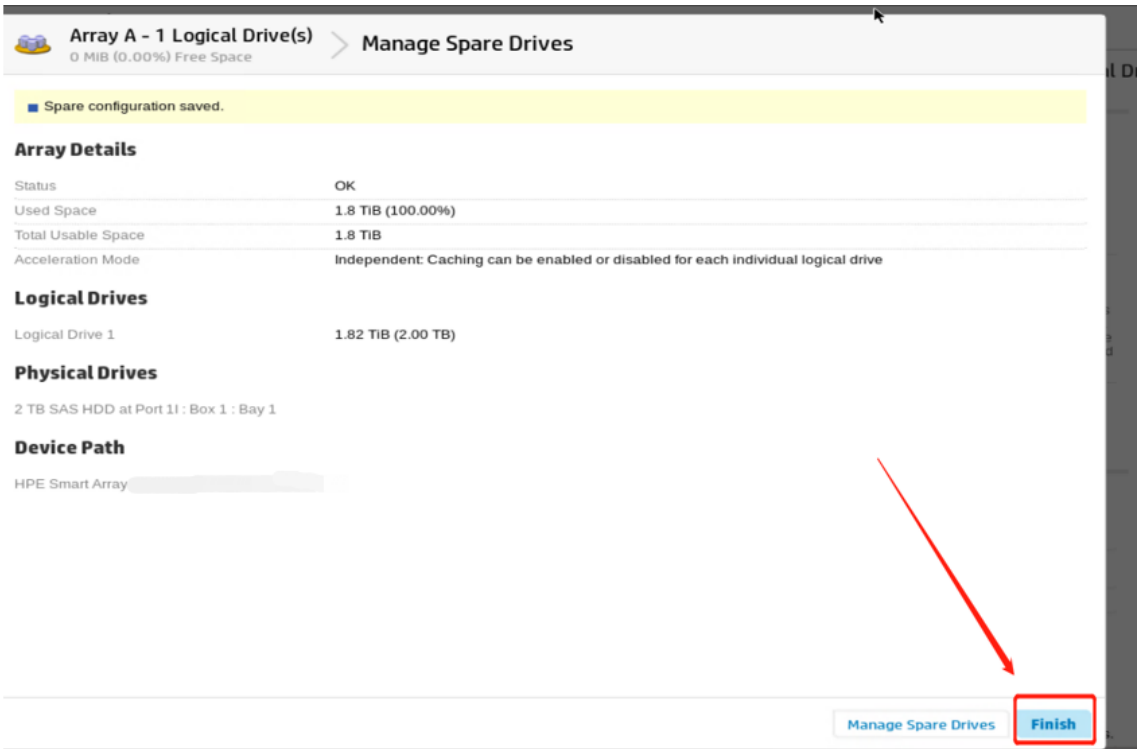 Array A - 1 Logical Drive(s)
0 MiB (0.00%) Free Space
Manage Spare Drives
Spare configuration saved.
Array Details
Status OK
Used Space 1.8 TiB (100.00%)
Total Usable Space 1.8 TiB
Acceleration Mode Independent: Caching can be enabled or disabled for each individual logical drive
Logical Drives
Logical Drive 1 1.82 TiB (2.00 TB)
Physical Drives
2 TB SAS HDD at Port 1I : Box 1 : Bay 1
Device Path
HPE Smart Array
Manage Spare Drives
Finish